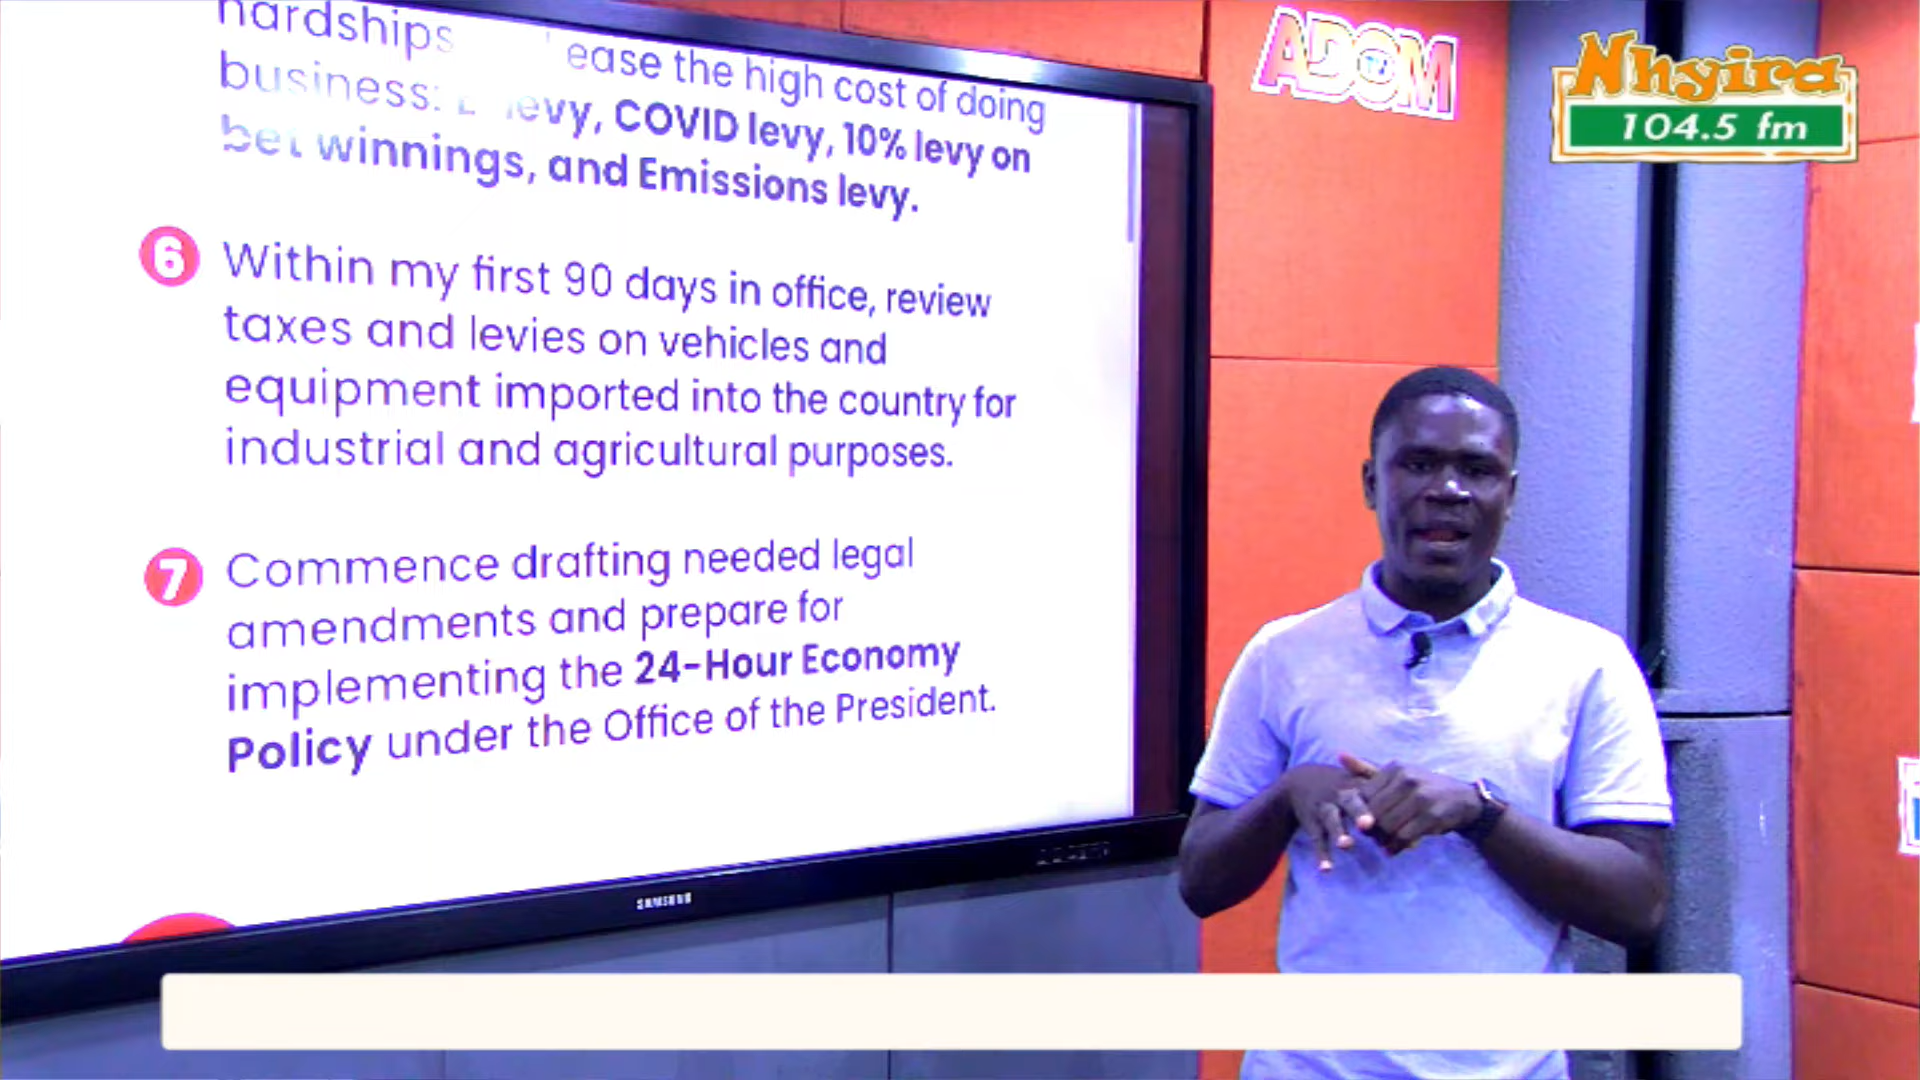 hardships ease the high cost of doing
business: levy, COVID levy, 10% levy on
bet winnings, and Emissions levy.
6 Within my first 90 days in office, review
taxes and levies on vehicles and
equipment imported into the country for
industrial and agricultural purposes.
7 Commence drafting needed legal
amendments and prepare for
implementing the 24-Hour Economy
Policy under the Office of the President.
SAMSUNG
ADOM
TV
Nhyira
104.5 fm